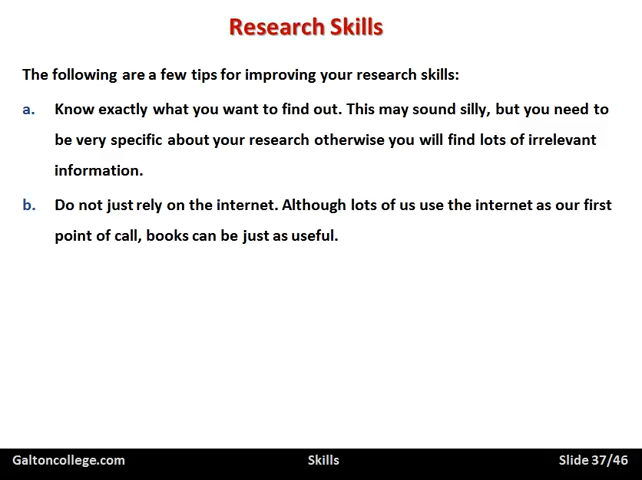 Research Skills
The following are a few tips for improving your research skills:
a. Know exactly what you want to find out. This may sound silly, but you need to
be very specific about your research otherwise you will find lots of irrelevant
information.
b. Do not just rely on the internet. Although lots of us use the internet as our first
point of call, books can be just as useful.
Galtoncollege.com Skills Slide 37/46